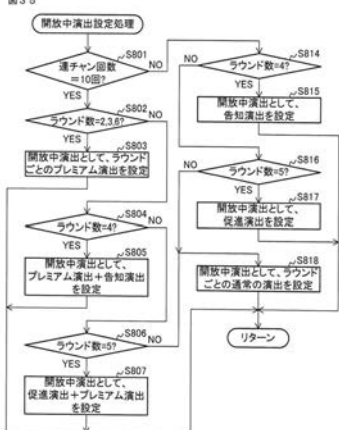 図35
開放中演出設定処理
S801
連チャン回数
=10回?
NO
YES
S802
ラウンド数=2,3,6?
NO
YES
S803
開放中演出として、ラウンド
ごとのプレミアム演出を設定
S804
ラウンド数=4?
NO
YES
S805
開放中演出として、
プレミアム演出+告知演出
を設定
S806
ラウンド数=5?
NO
YES
S807
開放中演出として、
促進演出+プレミアム演出
を設定
S814
ラウンド数=4?
NO
YES
S815
開放中演出として、
告知演出を設定
S816
ラウンド数=5?
NO
YES
S817
開放中演出として、
促進演出を設定
S818
開放中演出として、ラウンド
ごとの通常の演出を設定
リターン